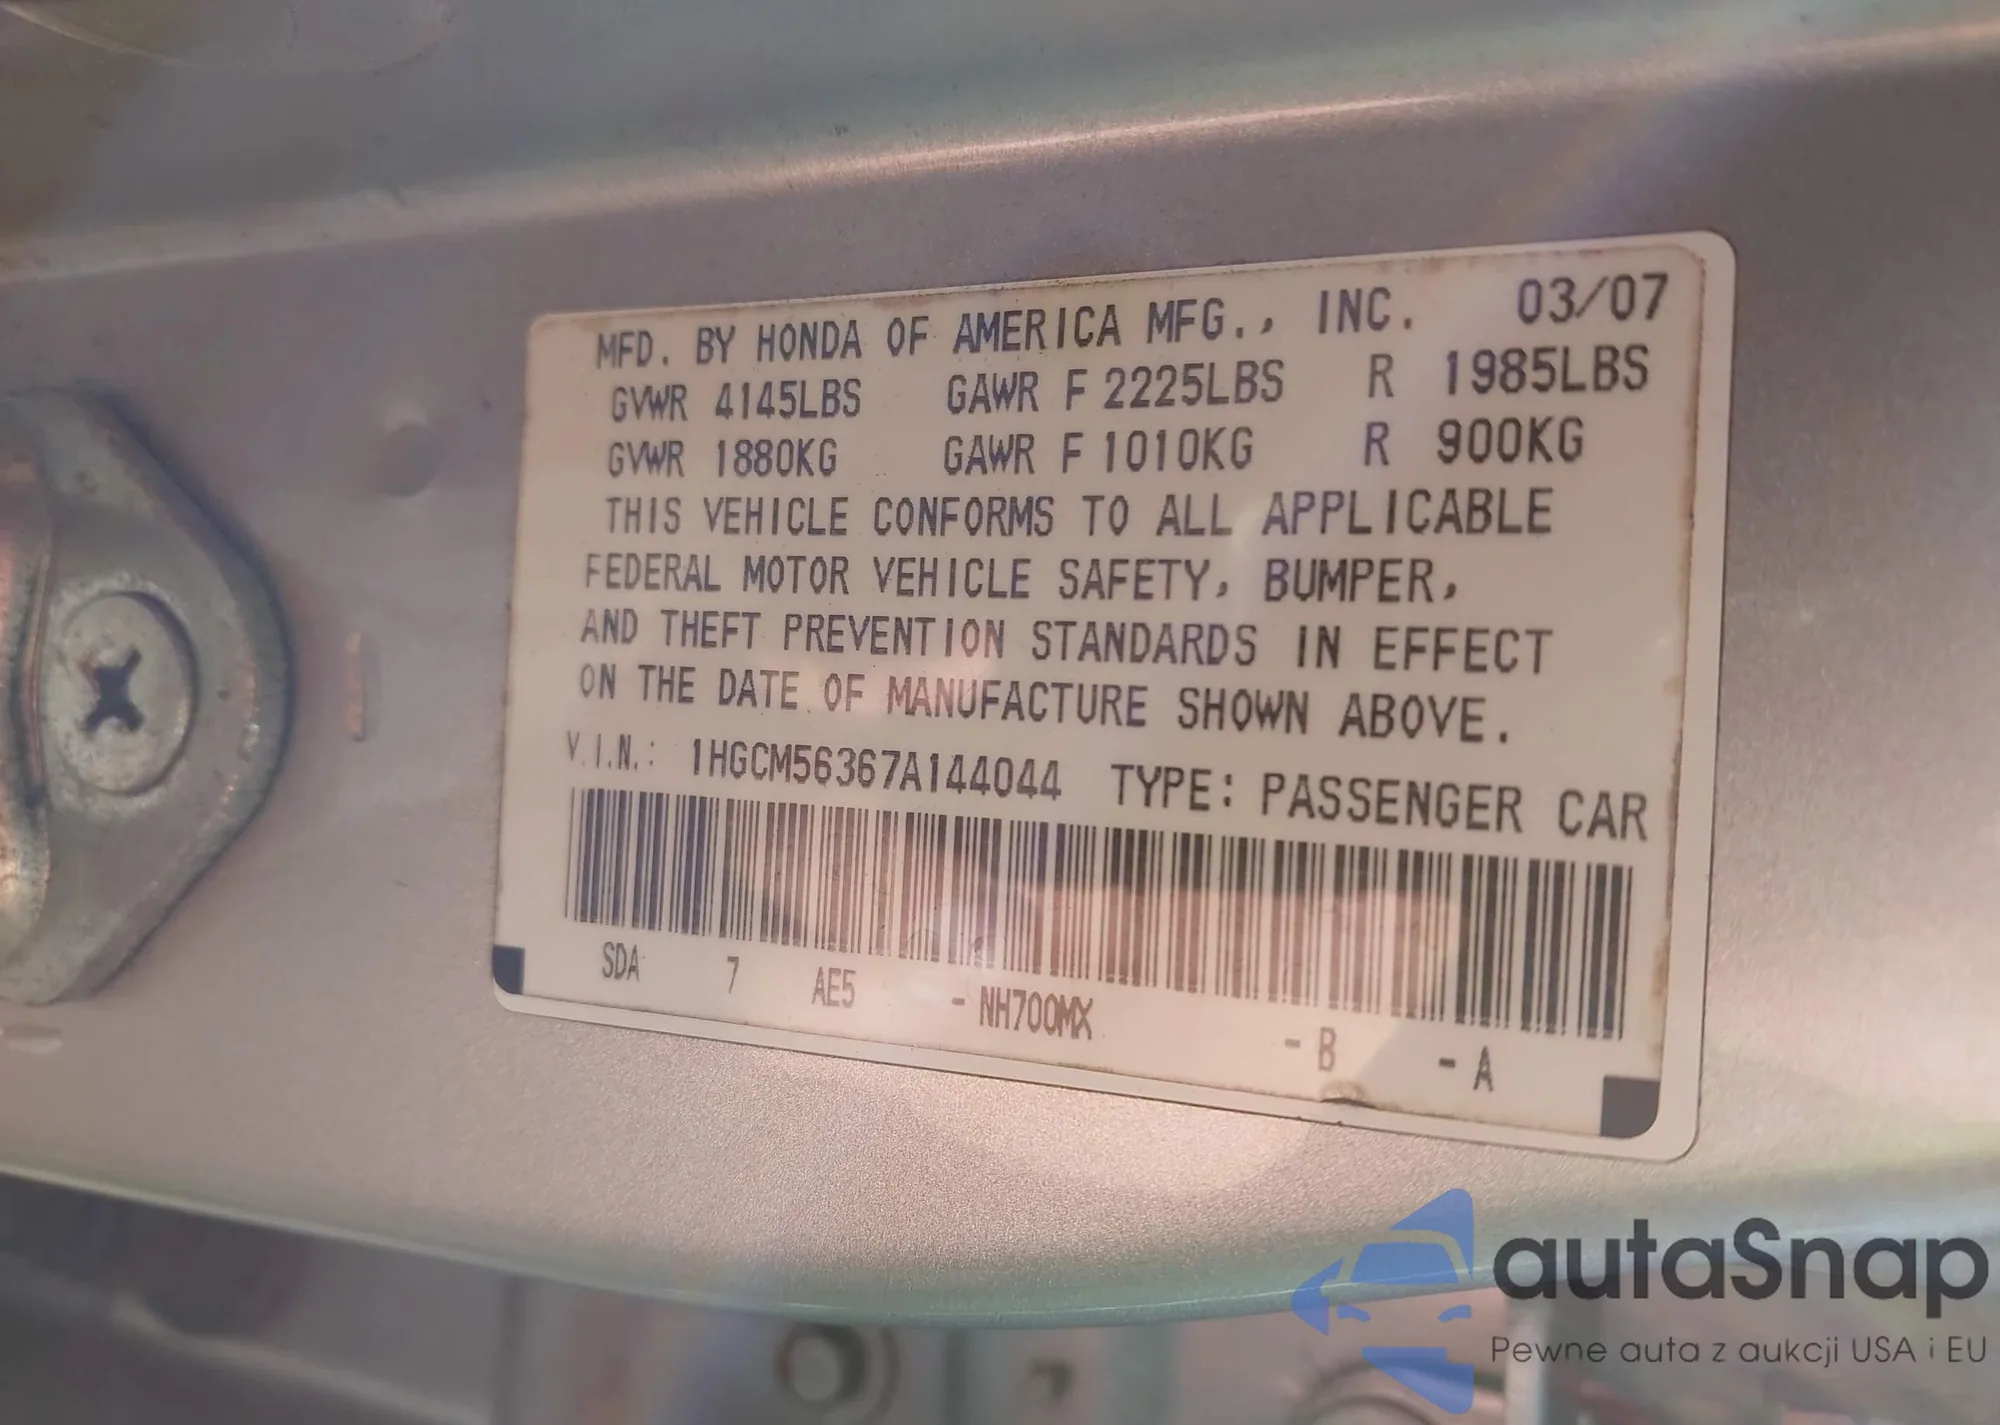 MFD. BY HONDA OF AMERICA MFG., INC. 03/07
GVWR 4145LBS GAWR F 2225LBS R 1985LBS
GVWR 1880KG GAWR F 1010KG R 900KG
THIS VEHICLE CONFORMS TO ALL APPLICABLE
FEDERAL MOTOR VEHICLE SAFETY, BUMPER,
AND THEFT PREVENTION STANDARDS IN EFFECT
ON THE DATE OF MANUFACTURE SHOWN ABOVE.
V.I.N.: 1HGCM56367A144044 TYPE: PASSENGER CAR
SDA 7 AE5 - NH700MX - B - A
autaSnap
Pewne auta z aukcji USA i EU